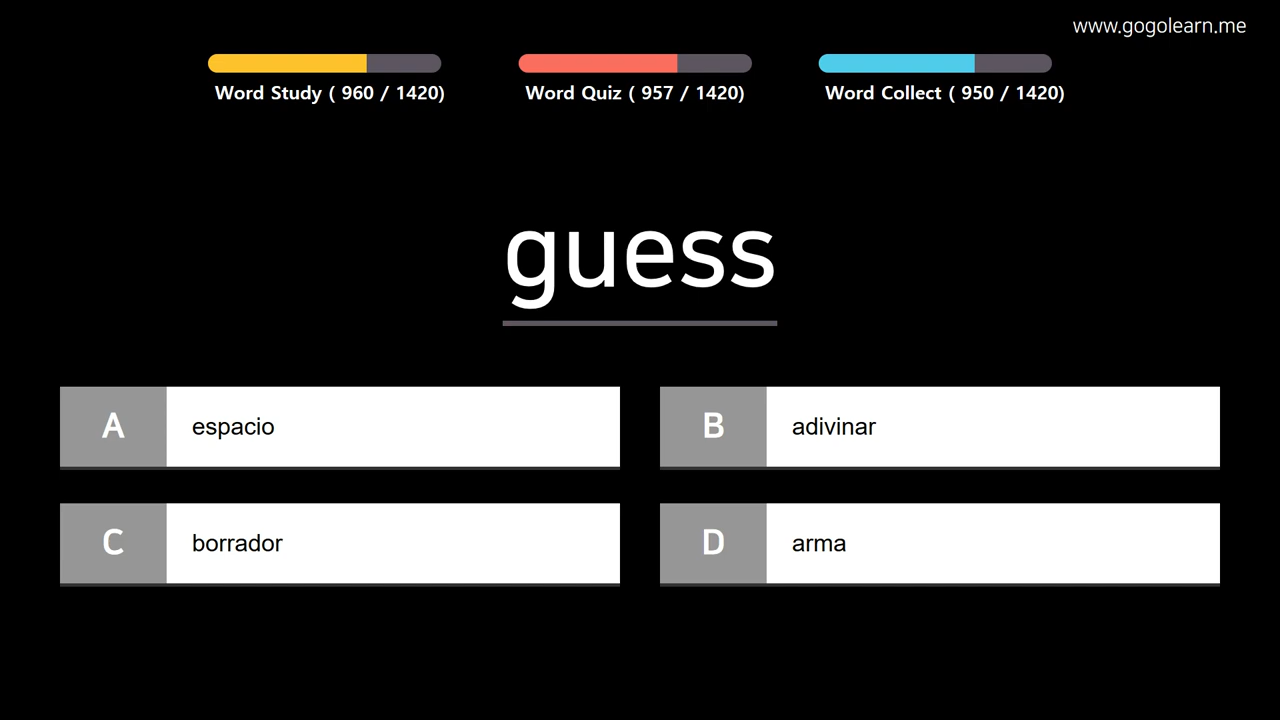 www.gogolearn.me
Word Study ( 960 / 1420)
Word Quiz ( 957 / 1420)
Word Collect ( 950 / 1420)
guess
A espacio
B adivinar
C borrador
D arma